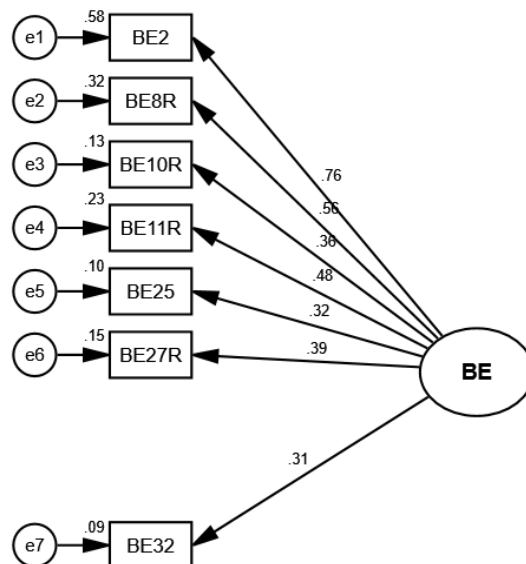 .58
e1
BE2
.32
e2
BE8R
.76
.13
e3
BE10R
.56
.36
.23
e4
BE11R
.48
.10
e5
BE25
.32
.15
e6
BE27R
.39
BE
.31
.09
e7
BE32